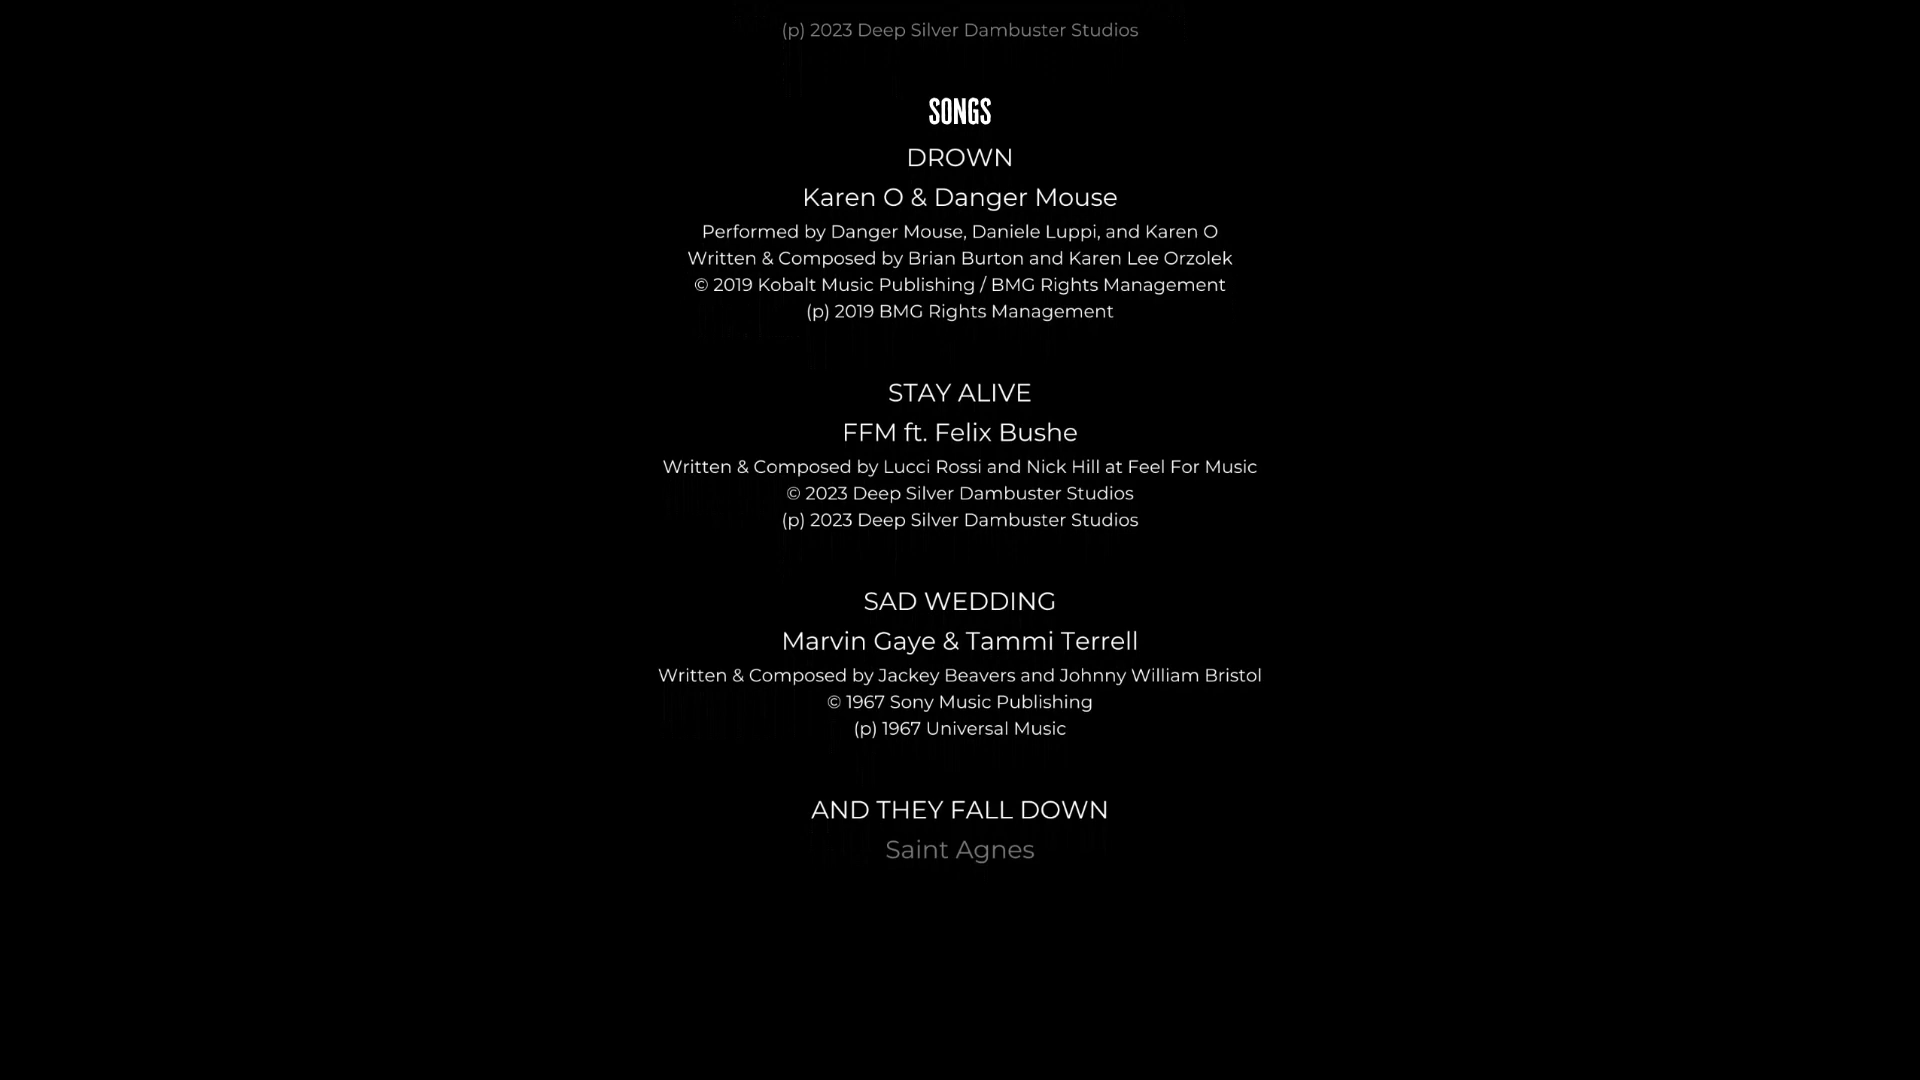 (p) 2023 Deep Silver Dambuster Studios
SONGS
DROWN
Karen O & Danger Mouse
Performed by Danger Mouse, Daniele Luppi, and Karen O
Written & Composed by Brian Burton and Karen Lee Orzolek
© 2019 Kobalt Music Publishing / BMG Rights Management
(p) 2019 BMG Rights Management
STAY ALIVE
FFM ft. Felix Bushe
Written & Composed by Lucci Rossi and Nick Hill at Feel For Music
© 2023 Deep Silver Dambuster Studios
(p) 2023 Deep Silver Dambuster Studios
SAD WEDDING
Marvin Gaye & Tammi Terrell
Written & Composed by Jackey Beavers and Johnny William Bristol
© 1967 Sony Music Publishing
(p) 1967 Universal Music
AND THEY FALL DOWN
Saint Agnes